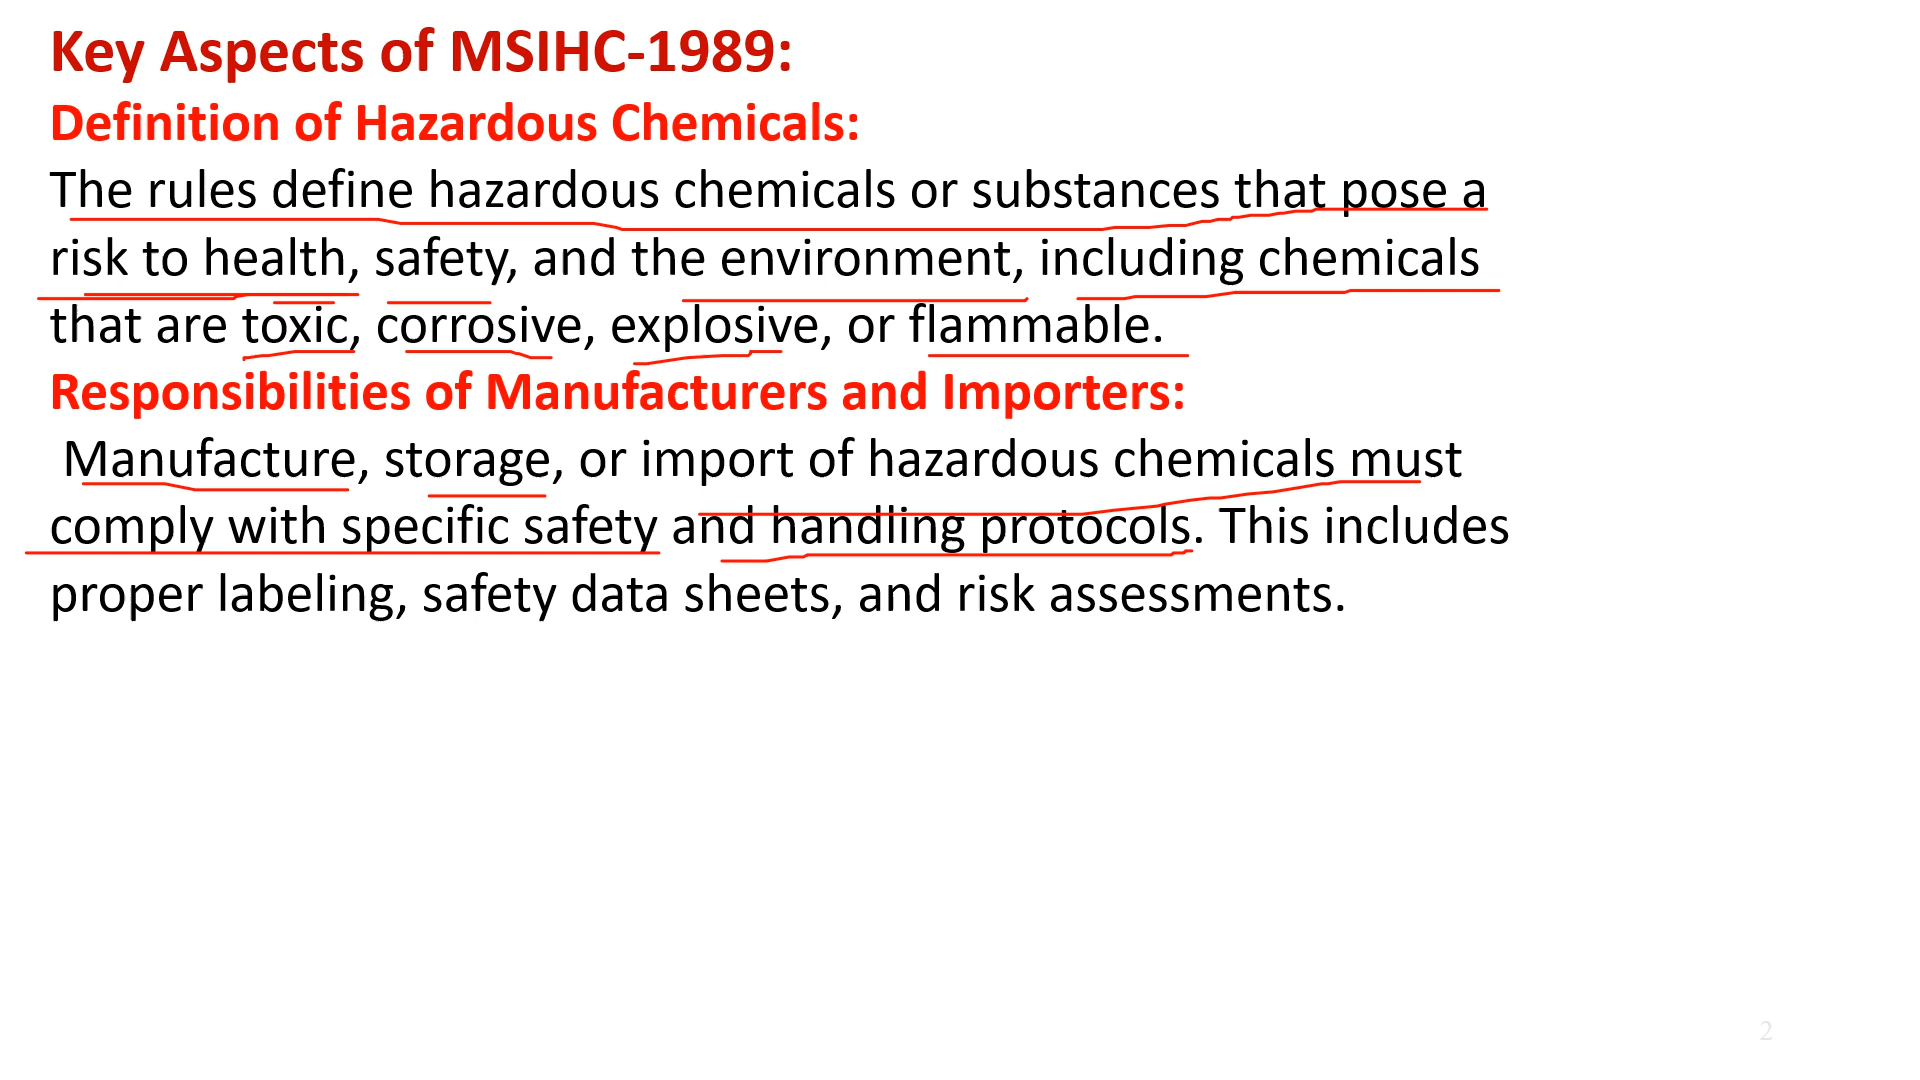 Key Aspects of MSIHC-1989:
Definition of Hazardous Chemicals:
The rules define hazardous chemicals or substances that pose a
risk to health, safety, and the environment, including chemicals
that are toxic, corrosive, explosive, or flammable.
Responsibilities of Manufacturers and Importers:
Manufacture, storage, or import of hazardous chemicals must
comply with specific safety and handling protocols. This includes
proper labeling, safety data sheets, and risk assessments.
2